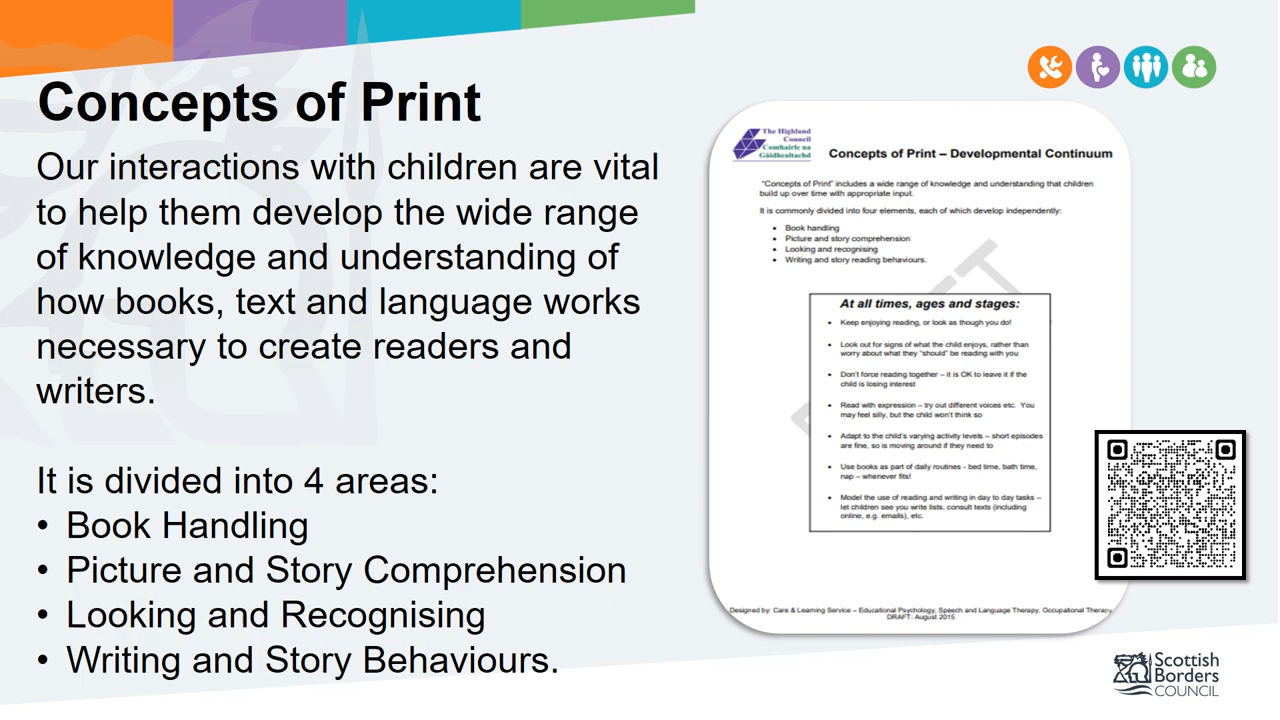 Concepts of Print
Our interactions with children are vital
to help them develop the wide range
of knowledge and understanding of
how books, text and language works
necessary to create readers and
writers.
It is divided into 4 areas:
• Book Handling
• Picture and Story Comprehension
• Looking and Recognising
• Writing and Story Behaviours.
The Highland
Council
Comhairle na
Gàidhealtachd
Concepts of Print – Developmental Continuum
"Concepts of Print" includes a wide range of knowledge and understanding that children
build up over time with appropriate input.
It is commonly divided into four elements, each of which develop independently:
• Book handling
• Picture and story comprehension
• Looking and recognising
• Writing and story reading behaviours.
At all times, ages and stages:
• Keep enjoying reading, or look as though you do!
• Look out for signs of what the child enjoys, rather than
worry about what they "should" be reading with you
• Don't force reading together – it is OK to leave it if the
child is losing interest
• Read with expression – try out different voices etc. You
may feel silly, but the child won't think so
• Adapt to the child's varying activity levels – short episodes
are fine, so is moving around if they need to
• Use books as part of daily routines - bed time, bath time,
nap – whenever fits!
• Model the use of reading and writing in day to day tasks –
let children see you write lists, consult texts (including
online, e.g. emails), etc.
Designed by: Care & Learning Service – Educational Psychology, Speech and Language Therapy, Occupational Therapy
DRAFT: August 2015
Scottish
Borders
COUNCIL